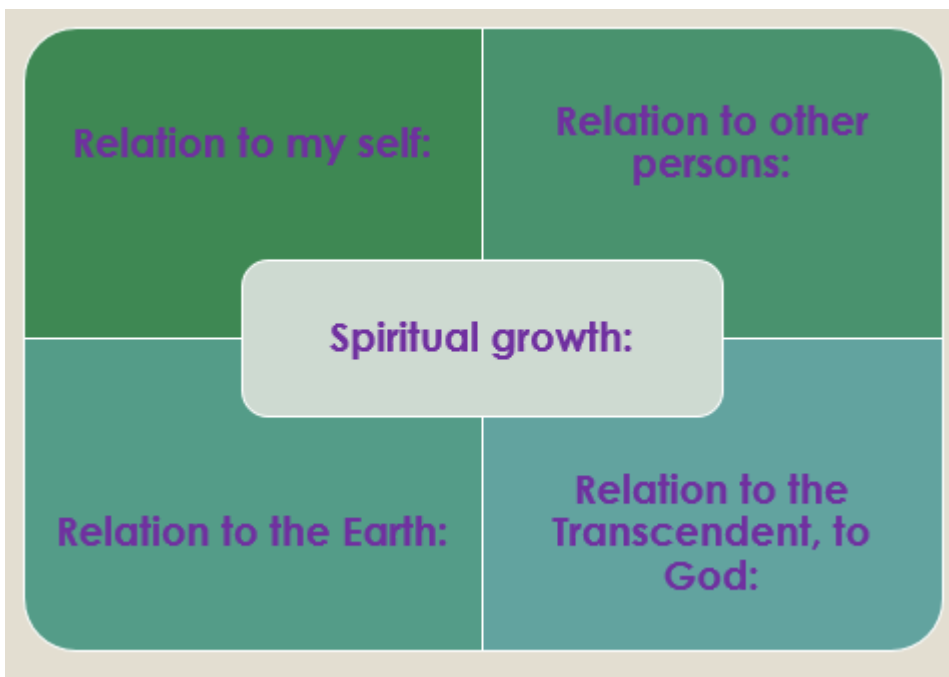 Relation to my self:
Relation to other
persons:
Spiritual growth:
Relation to the Earth:
Relation to the
Transcendent, to
God: